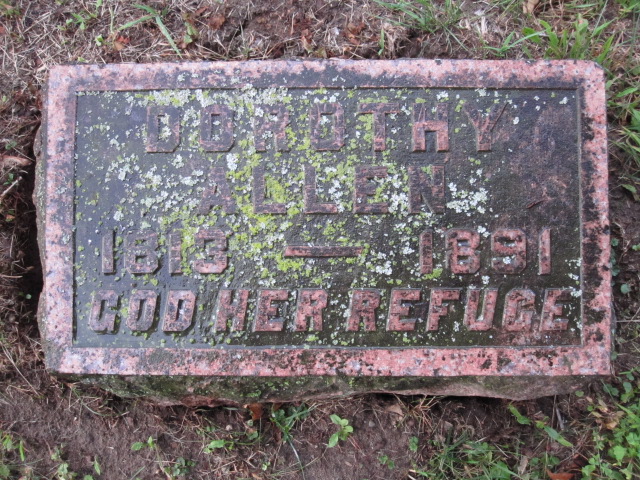 DOROTHY
ALLEN
1813 — 1891
GOD HER REFUGE